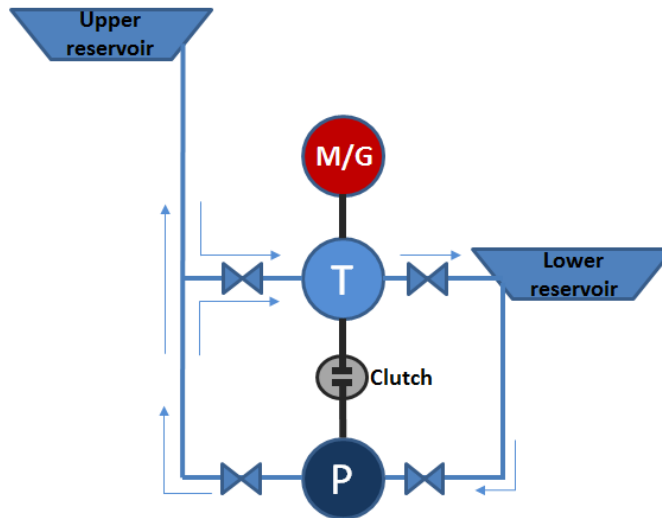 Upper
reservoir
M/G
T
Lower
reservoir
Clutch
P